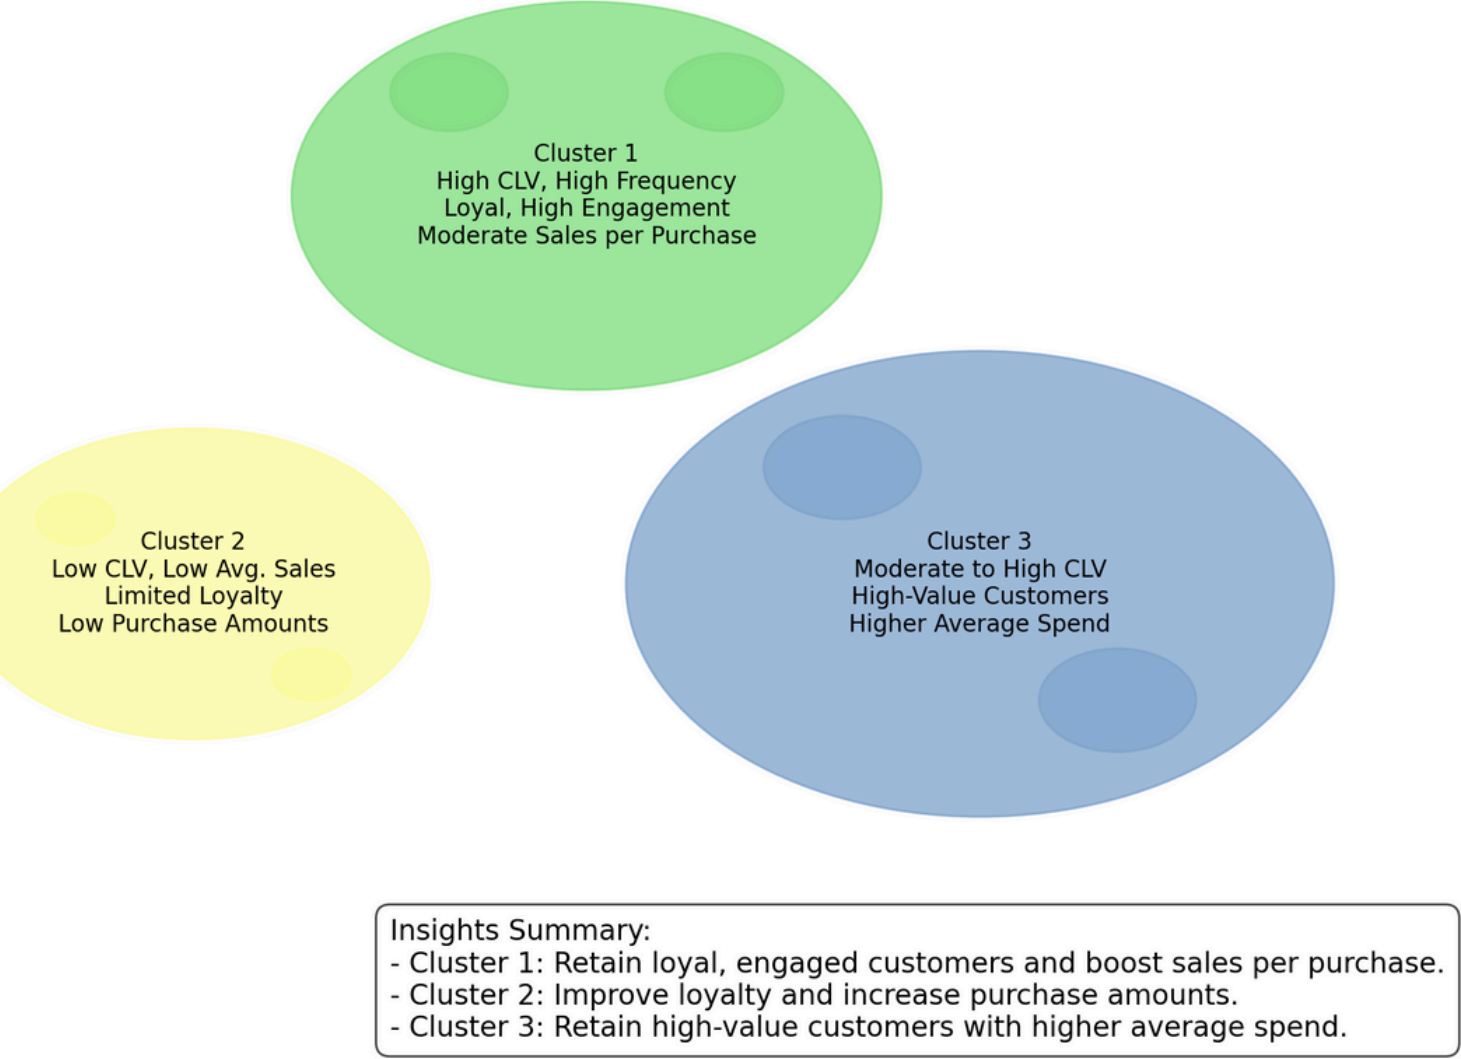 Cluster 1
High CLV, High Frequency
Loyal, High Engagement
Moderate Sales per Purchase
Cluster 2
Low CLV, Low Avg. Sales
Limited Loyalty
Low Purchase Amounts
Cluster 3
Moderate to High CLV
High-Value Customers
Higher Average Spend
Insights Summary:
- Cluster 1: Retain loyal, engaged customers and boost sales per purchase.
- Cluster 2: Improve loyalty and increase purchase amounts.
- Cluster 3: Retain high-value customers with higher average spend.